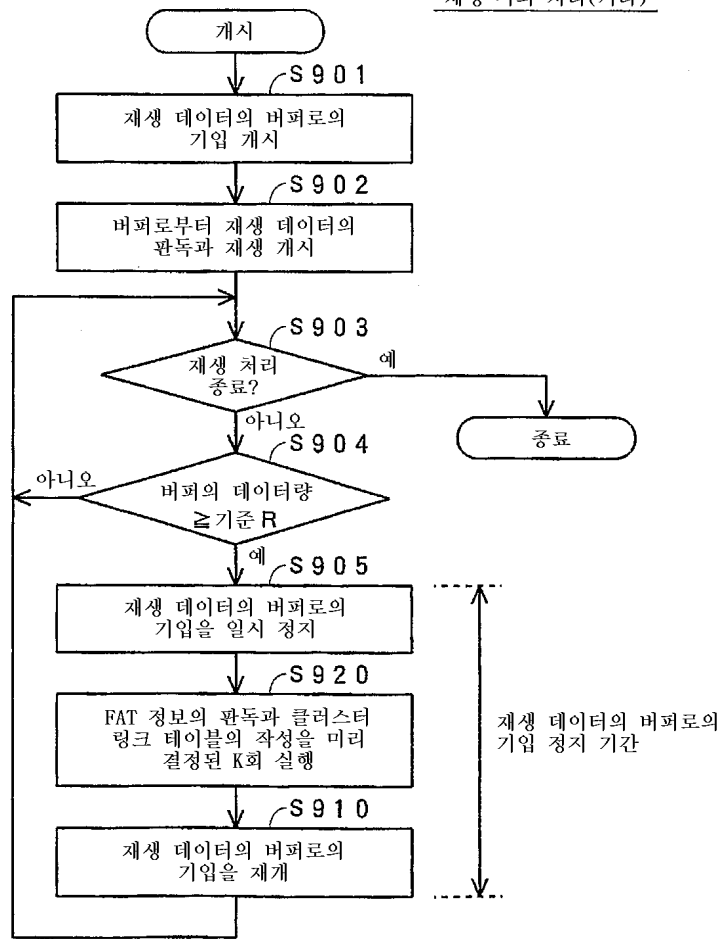 개시
S901
재생 데이터의 버퍼로의
기입 개시
S902
버퍼로부터 재생 데이터의
판독과 재생 개시
S903
재생 처리
종료?
예
종료
아니오
S904
버퍼의 데이터량
≧기준 R
아니오
예
S905
재생 데이터의 버퍼로의
기입을 일시 정지
S920
FAT 정보의 판독과 클러스터
링크 테이블의 작성을 미리
결정된 K회 실행
재생 데이터의 버퍼로의
기입 정지 기간
S910
재생 데이터의 버퍼로의
기입을 재개